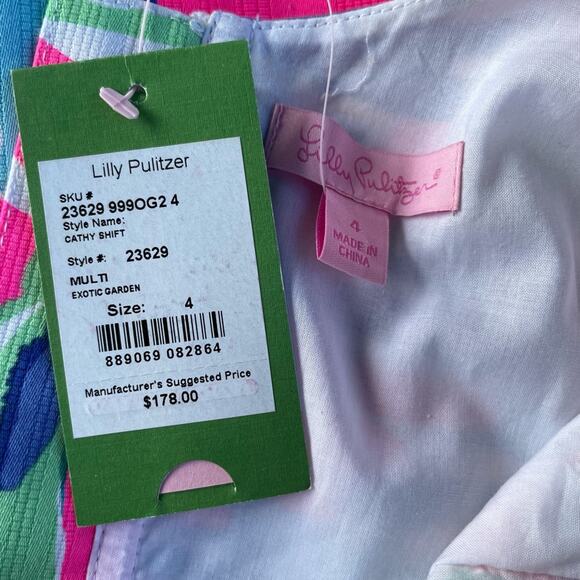 Lilly Pulitzer
SKU #
23629 999OG2 4
Style Name:
CATHY SHIFT
Style #: 23629
MULTI
EXOTIC GARDEN
Size: 4
889069 082864
Manufacturer's Suggested Price
$178.00
Lilly Pulitzer®
4
MADE IN
CHINA